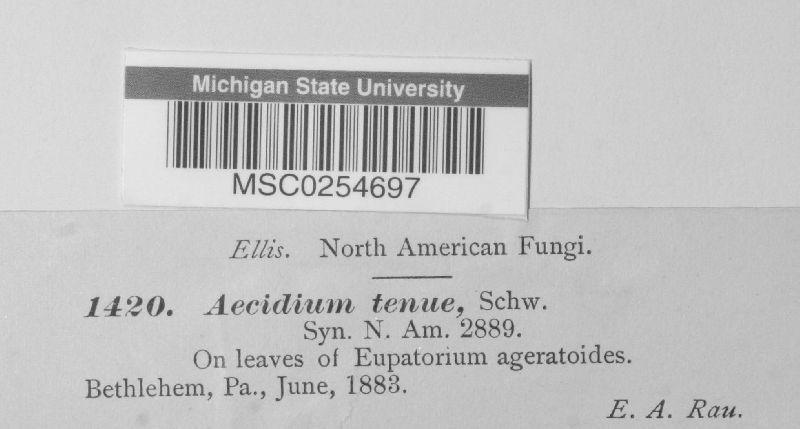 Michigan State University
MSC0254697
Ellis. North American Fungi.
1420. Aecidium tenue, Schw.
Syn. N. Am. 2889.
On leaves of Eupatorium ageratoides.
Bethlehem, Pa., June, 1883.
E. A. Rau.